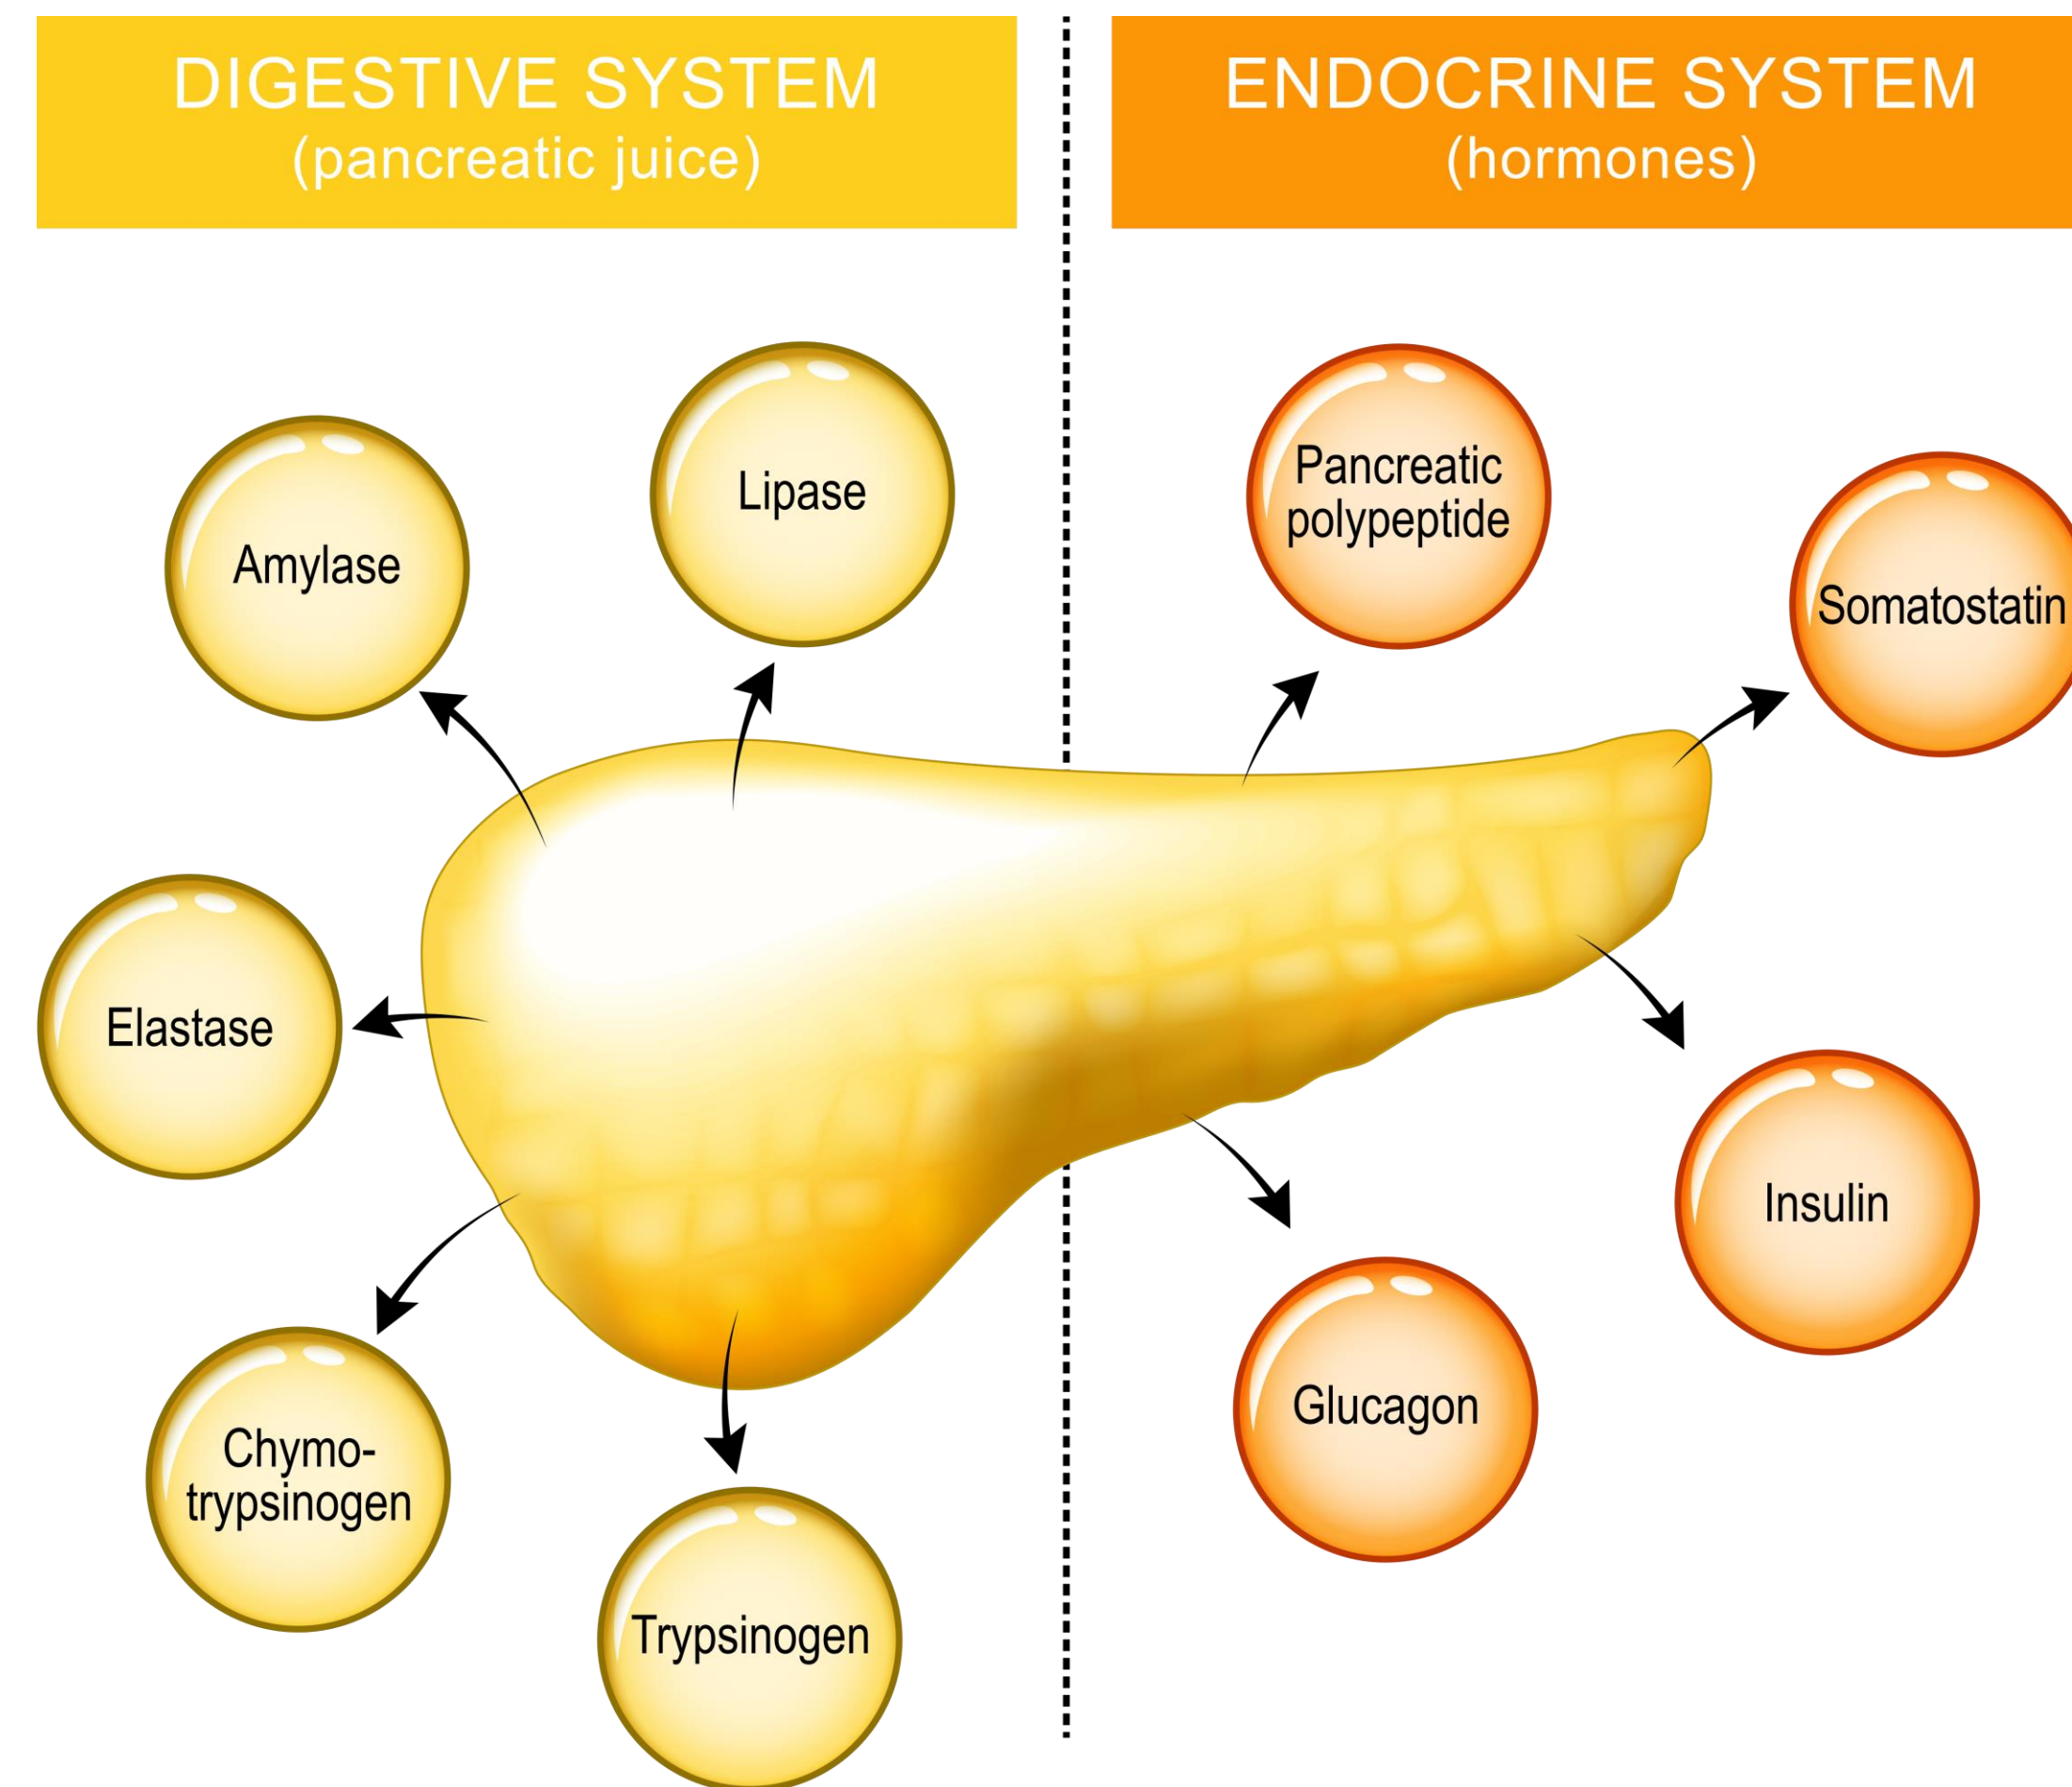 DIGESTIVE SYSTEM
(pancreatic juice)
ENDOCRINE SYSTEM
(hormones)
Amylase
Lipase
Elastase
Chymo-
trypsinogen
Trypsinogen
Pancreatic
polypeptide
Somatostatin
Insulin
Glucagon